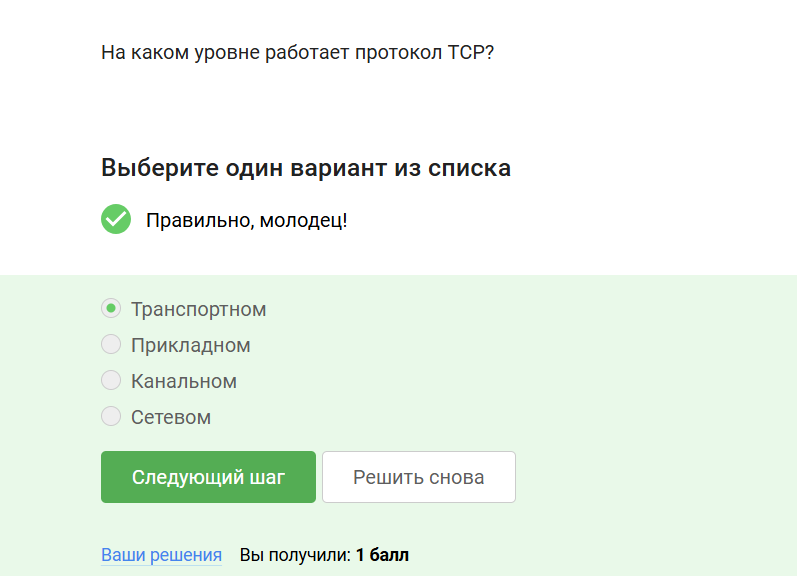 На каком уровне работает протокол TCP?
Выберите один вариант из списка
Правильно, молодец!
Транспортном
Прикладном
Канальном
Сетевом
Следующий шаг Решить снова
Ваши решения Вы получили: 1 балл